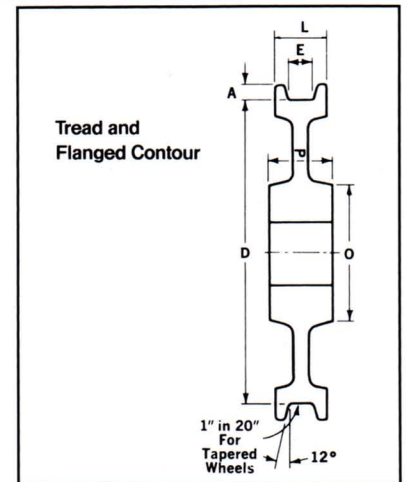 L
E
A
Tread and
Flanged Contour
P
D
O
1" in 20"
For
Tapered
Wheels
12°